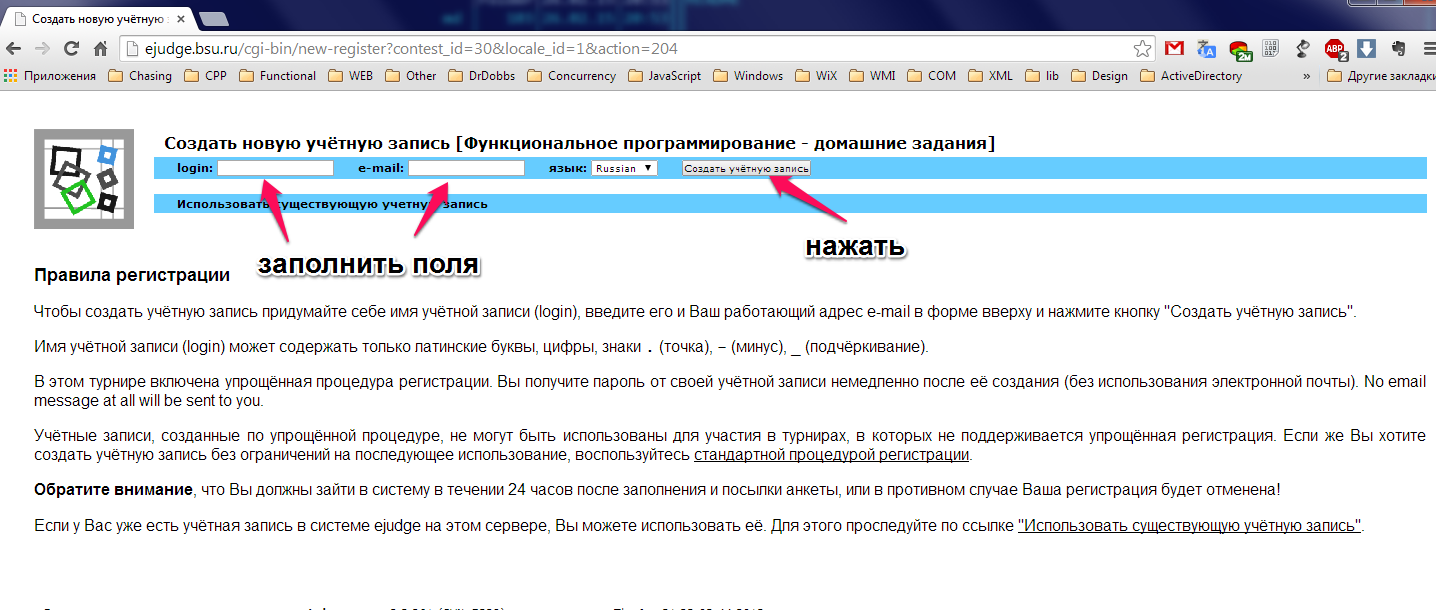 Создать новую учётную
ejudge.bsu.ru/cgi-bin/new-register?contest_id=30&locale_id=1&action=204
Приложения Chasing CPP Functional WEB Other DrDobbs Concurrency JavaScript Windows WiX WMI COM XML lib Design ActiveDirectory » Другие закладки
Создать новую учётную запись [Функциональное программирование - домашние задания]
login: e-mail: язык: Russian Создать учётную запись
Использовать существующую учетную запись
заполнить поля
нажать
Правила регистрации
Чтобы создать учётную запись придумайте себе имя учётной записи (login), введите его и Ваш работающий адрес e-mail в форме вверху и нажмите кнопку "Создать учётную запись".
Имя учётной записи (login) может содержать только латинские буквы, цифры, знаки . (точка), – (минус), _ (подчёркивание).
В этом турнире включена упрощённая процедура регистрации. Вы получите пароль от своей учётной записи немедленно после её создания (без использования электронной почты). No email
message at all will be sent to you.
Учётные записи, созданные по упрощённой процедуре, не могут быть использованы для участия в турнирах, в которых не поддерживается упрощённая регистрация. Если же Вы хотите
создать учётную запись без ограничений на последующее использование, воспользуйтесь стандартной процедурой регистрации.
Обратите внимание, что Вы должны зайти в систему в течении 24 часов после заполнения и посылки анкеты, или в противном случае Ваша регистрация будет отменена!
Если у Вас уже есть учётная запись в системе ejudge на этом сервере, Вы можете использовать её. Для этого проследуйте по ссылке "Использовать существующую учётную запись".